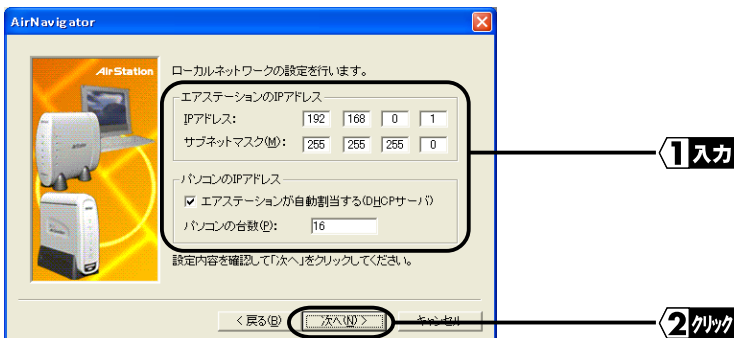 AirNavigator
AirStation
ローカルネットワークの設定を行います。
エアステーションのIPアドレス
IPアドレス: 192 168 0 1
サブネットマスク(M): 255 255 255 0
1 入力
パソコンのIPアドレス
エアステーションが自動割当する(DHCPサーバ)
パソコンの台数(P): 16
設定内容を確認して「次へ」をクリックしてください。
< 戻る(B) 次へ(N) > キャンセル
2 クリック